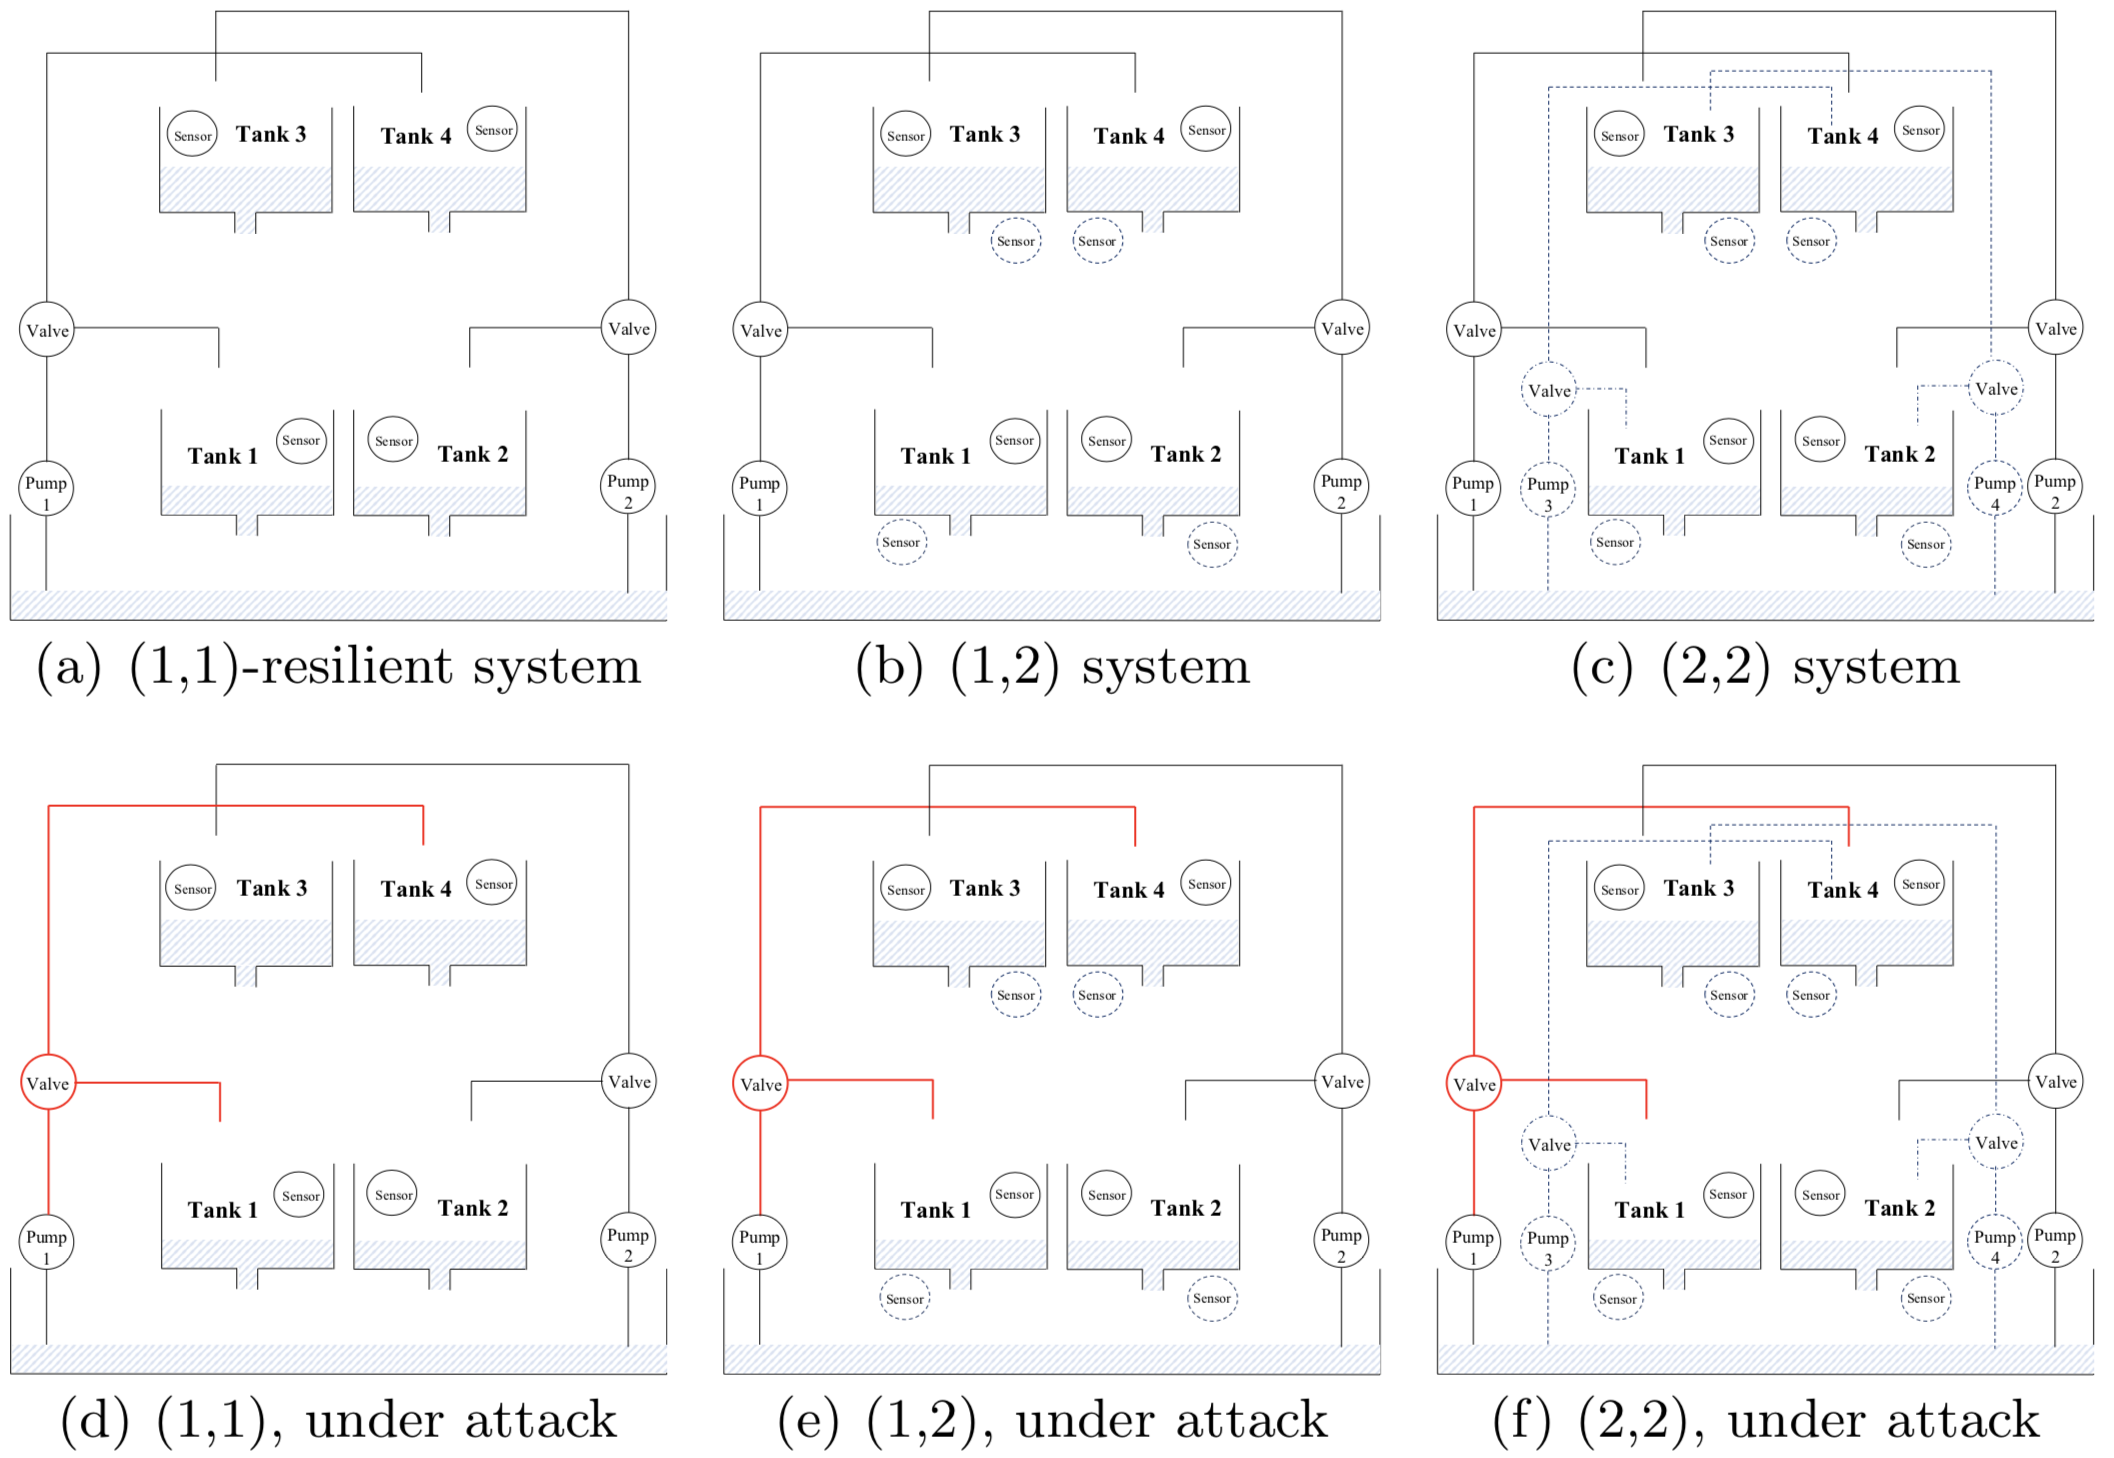 Sensor Tank 3 Tank 4 Sensor
Valve Valve
Tank 1 Sensor Sensor Tank 2
Pump 1
Pump 2
(a) (1,1)-resilient system
Sensor Tank 3 Tank 4 Sensor
Sensor Sensor
Valve Valve
Tank 1 Sensor Sensor Tank 2
Pump 1
Pump 2
Sensor Sensor
(b) (1,2) system
Sensor Tank 3 Tank 4 Sensor
Sensor Sensor
Valve Valve
Valve Valve
Tank 1 Sensor Sensor Tank 2
Pump 1
Pump 3
Pump 4
Pump 2
Sensor Sensor
(c) (2,2) system
Sensor Tank 3 Tank 4 Sensor
Valve Valve
Tank 1 Sensor Sensor Tank 2
Pump 1
Pump 2
(d) (1,1), under attack
Sensor Tank 3 Tank 4 Sensor
Sensor Sensor
Valve Valve
Tank 1 Sensor Sensor Tank 2
Pump 1
Pump 2
Sensor Sensor
(e) (1,2), under attack
Sensor Tank 3 Tank 4 Sensor
Sensor Sensor
Valve Valve
Valve Valve
Tank 1 Sensor Sensor Tank 2
Pump 1
Pump 3
Pump 4
Pump 2
Sensor Sensor
(f) (2,2), under attack